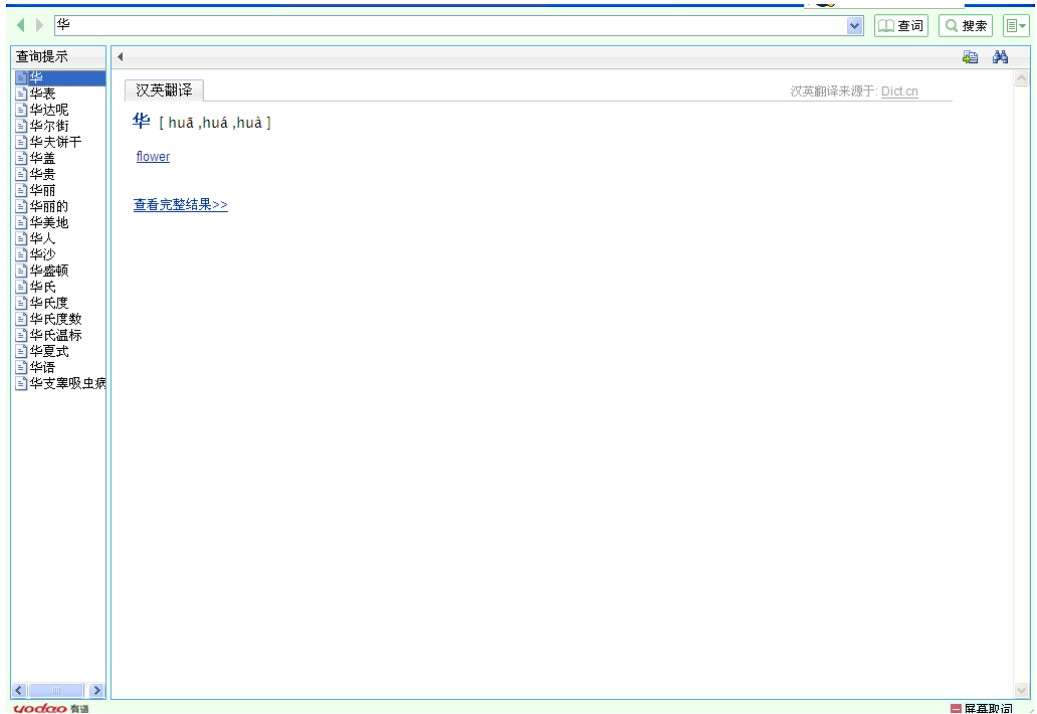 华
查词
搜索
查询提示
华
华表
华达呢
华尔街
华夫饼干
华盖
华贵
华丽
华丽的
华美地
华人
华沙
华盛顿
华氏
华氏度
华氏度数
华氏温标
华夏式
华语
华支睾吸虫病
汉英翻译
汉英翻译来源于: Dict.cn
华 [ huā ,huá ,huà ]
flower
查看完整结果>>
yodao 有道
屏幕取词